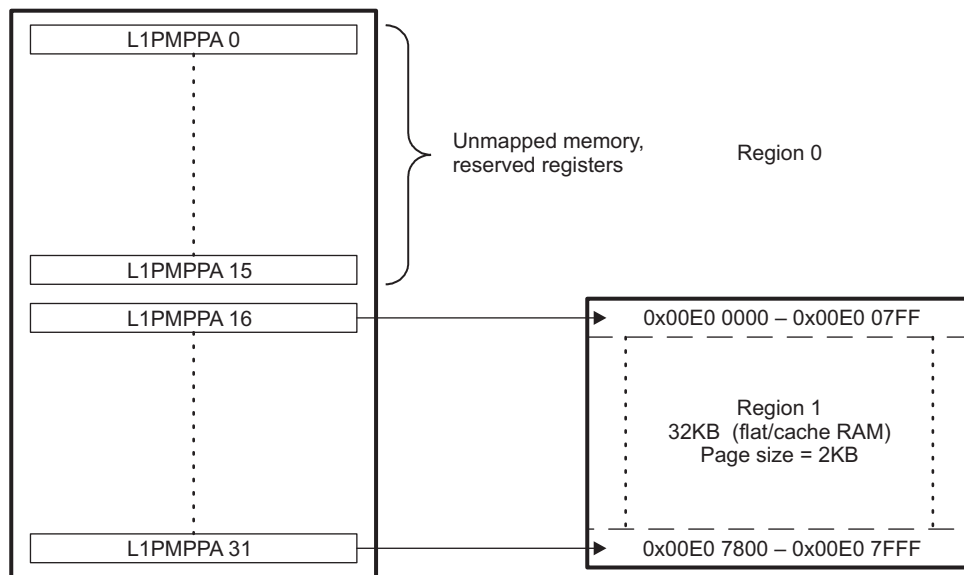 L1PMPPA 0
Unmapped memory,
reserved registers
Region 0
L1PMPPA 15
L1PMPPA 16
0x00E0 0000 – 0x00E0 07FF
Region 1
32KB (flat/cache RAM)
Page size = 2KB
L1PMPPA 31
0x00E0 7800 – 0x00E0 7FFF